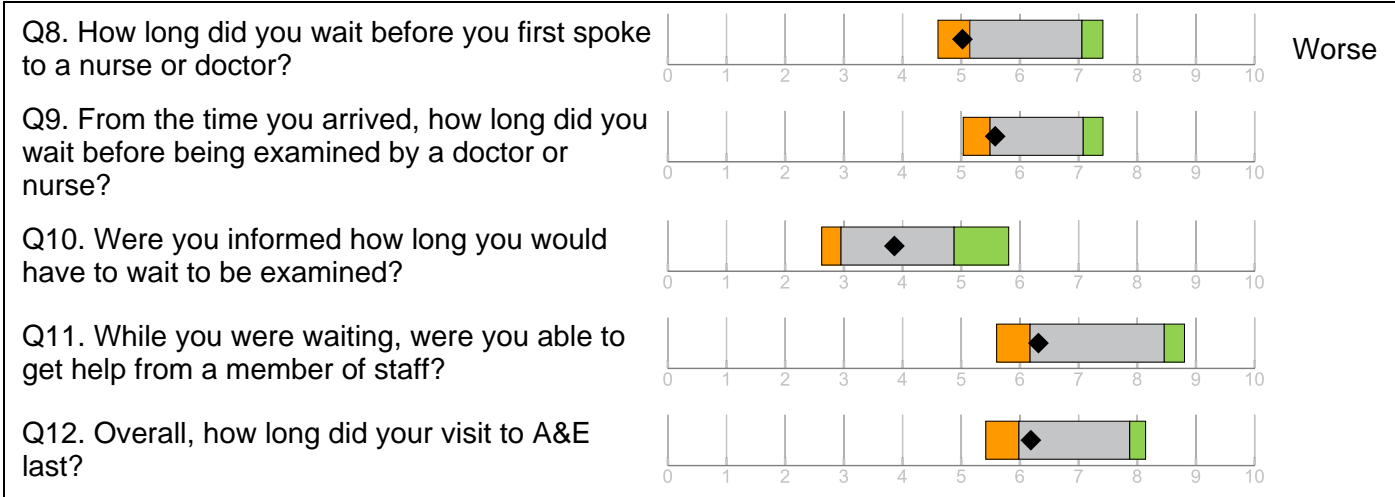 Q8. How long did you wait before you first spoke
to a nurse or doctor?
Worse
0 1 2 3 4 5 6 7 8 9 10
Q9. From the time you arrived, how long did you
wait before being examined by a doctor or
nurse?
0 1 2 3 4 5 6 7 8 9 10
Q10. Were you informed how long you would
have to wait to be examined?
0 1 2 3 4 5 6 7 8 9 10
Q11. While you were waiting, were you able to
get help from a member of staff?
0 1 2 3 4 5 6 7 8 9 10
Q12. Overall, how long did your visit to A&E
last?
0 1 2 3 4 5 6 7 8 9 10